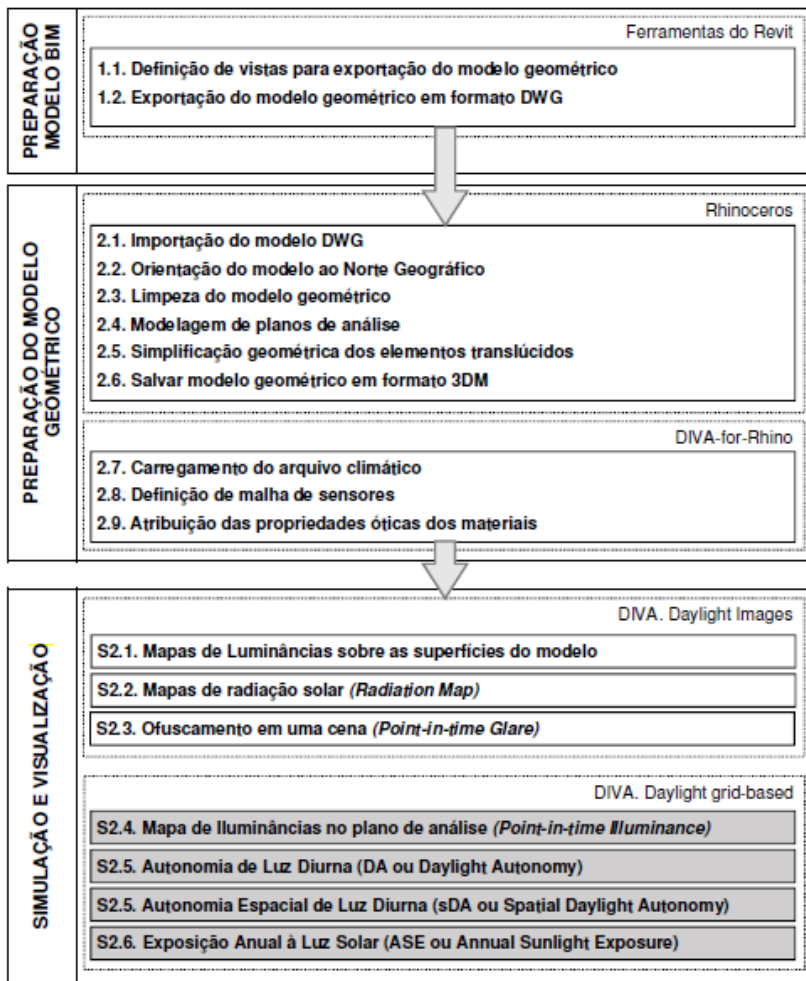 PREPARAÇÃO
MODELO BIM
Ferramentas do Revit
1.1. Definição de vistas para exportação do modelo geométrico
1.2. Exportação do modelo geométrico em formato DWG
PREPARAÇÃO DO MODELO
GEOMÉTRICO
Rhinoceros
2.1. Importação do modelo DWG
2.2. Orientação do modelo ao Norte Geográfico
2.3. Limpeza do modelo geométrico
2.4. Modelagem de planos de análise
2.5. Simplificação geométrica dos elementos translúcidos
2.6. Salvar modelo geométrico em formato 3DM
DIVA-for-Rhino
2.7. Carregamento do arquivo climático
2.8. Definição de malha de sensores
2.9. Atribuição das propriedades óticas dos materiais
SIMULAÇÃO E VISUALIZAÇÃO
DIVA. Daylight Images
S2.1. Mapas de Luminâncias sobre as superfícies do modelo
S2.2. Mapas de radiação solar (Radiation Map)
S2.3. Ofuscamento em uma cena (Point-in-time Glare)
DIVA. Daylight grid-based
S2.4. Mapa de Iluminâncias no plano de análise (Point-in-time Illuminance)
S2.5. Autonomia de Luz Diurna (DA ou Daylight Autonomy)
S2.5. Autonomia Espacial de Luz Diurna (sDA ou Spatial Daylight Autonomy)
S2.6. Exposição Anual à Luz Solar (ASE ou Annual Sunlight Exposure)